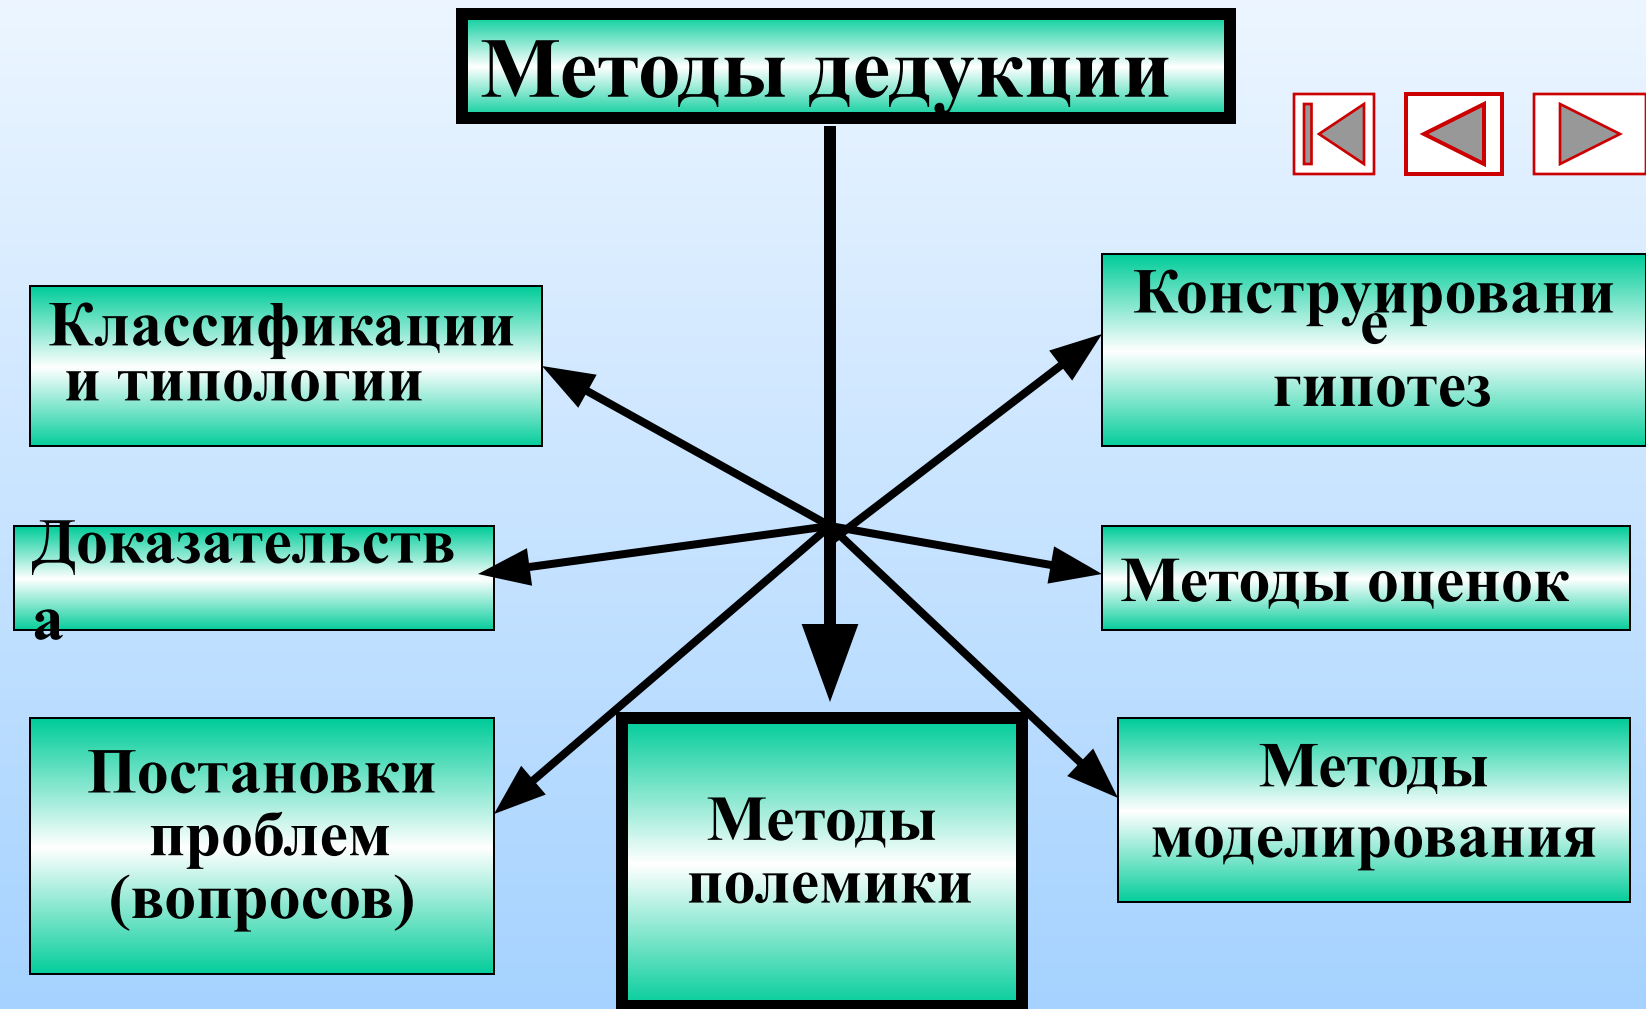 Методы дедукции
Классификации
и типологии
Конструировани
е
гипотез
Доказательств
а
Методы оценок
Постановки
проблем
(вопросов)
Методы
полемики
Методы
моделирования